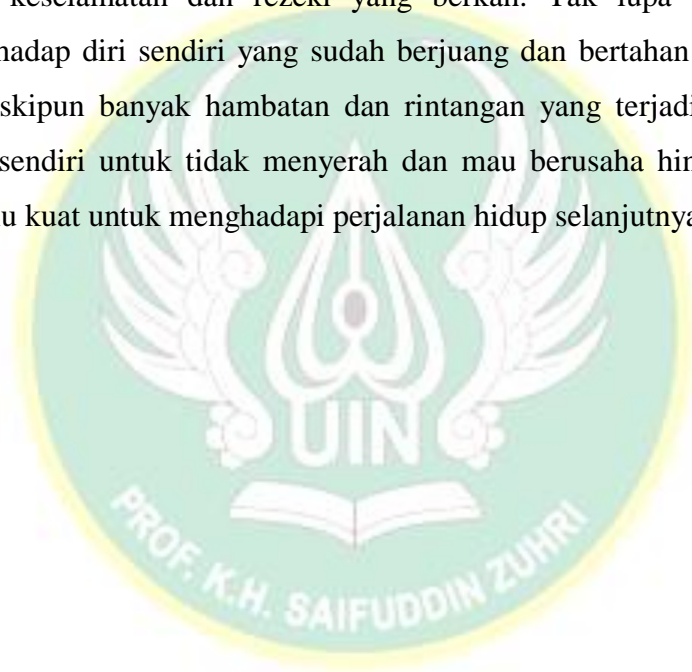 keselamatan dan rezeki yang berkah. Tak lupa
hadap diri sendiri yang sudah berjuang dan bertahan
skipun banyak hambatan dan rintangan yang terjadi
sendiri untuk tidak menyerah dan mau berusaha hin
u kuat untuk menghadapi perjalanan hidup selanjutnya
UIN
PROF. K.H. SAIFUDDIN ZUHRI